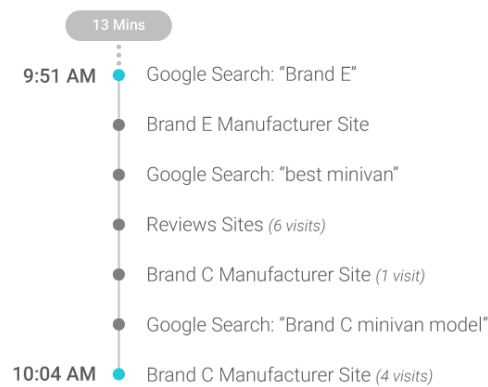 13 Mins
9:51 AM Google Search: “Brand E”
Brand E Manufacturer Site
Google Search: “best minivan”
Reviews Sites (6 visits)
Brand C Manufacturer Site (1 visit)
Google Search: “Brand C minivan model”
10:04 AM Brand C Manufacturer Site (4 visits)